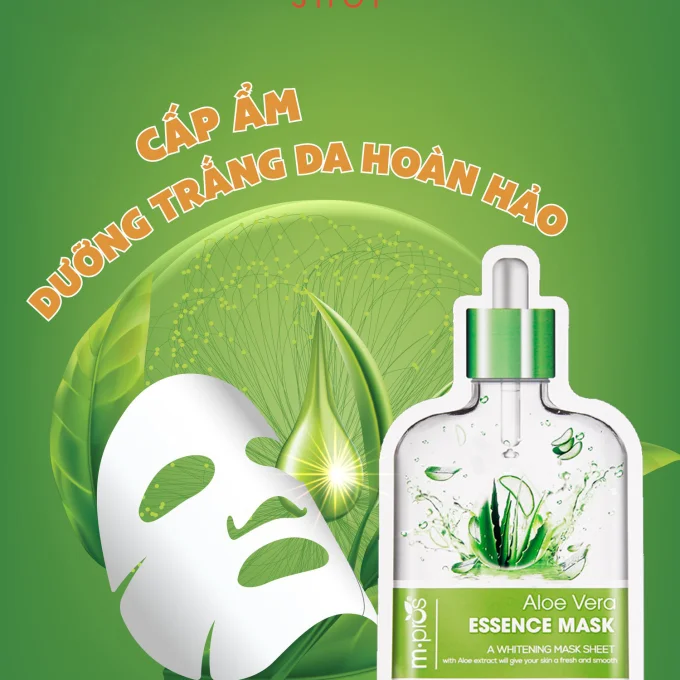 CẤP ẨM
DƯỠNG TRẮNG DA HOÀN HẢO
m·pros
Aloe Vera
ESSENCE MASK
A WHITENING MASK SHEET
with Aloe extract will give your skin a fresh and smooth